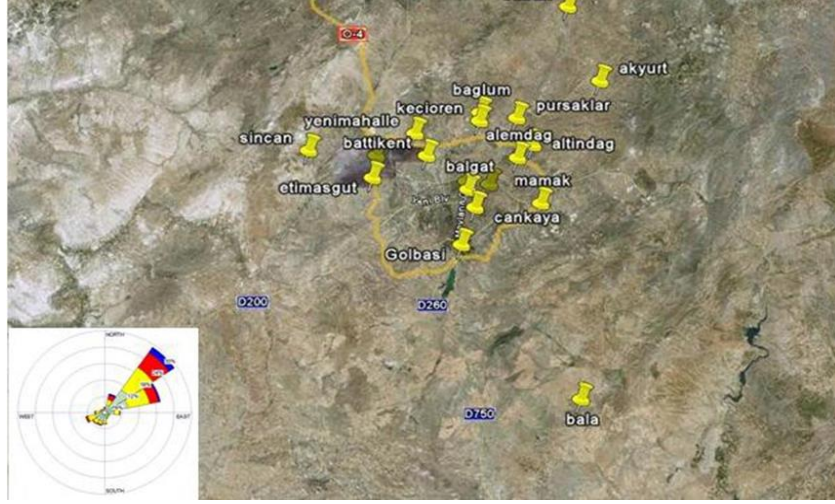 O-4
akyurt
baglum
kecioren
pursaklar
yenimahalle
sincan
battikent
alemdag
altindag
balgat
etimasgut
mamak
cankaya
Golbasi
D200
D260
D750
bala
NORTH
WEST
EAST
SOUTH